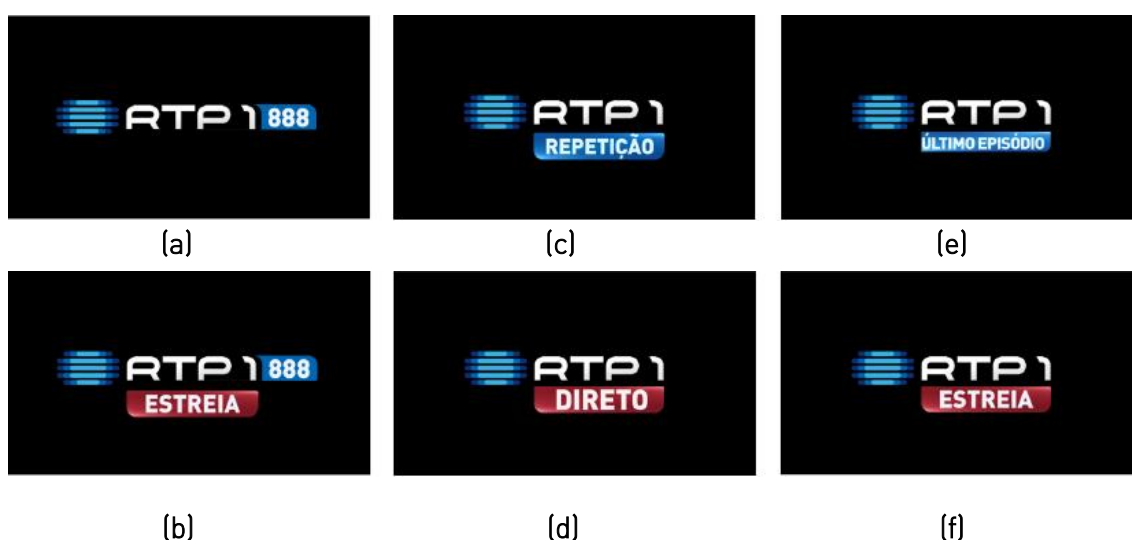 RTP 1 888
RTP 1
REPETIÇÃO
RTP 1
ÚLTIMO EPISÓDIO
(a)
(c)
(e)
RTP 1 888
ESTREIA
RTP 1
DIRETO
RTP 1
ESTREIA
(b)
(d)
(f)